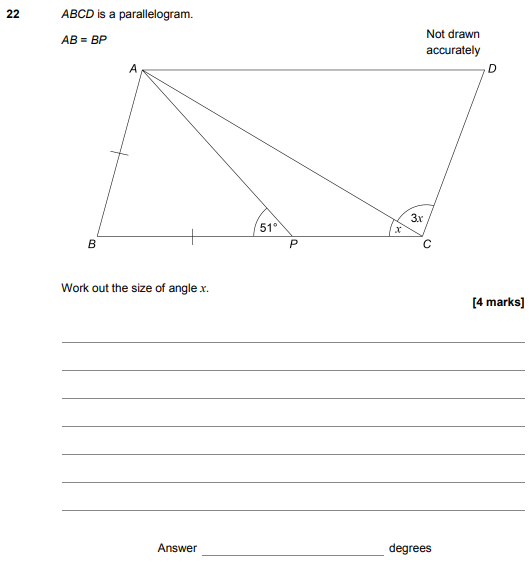 22 ABCD is a parallelogram.
AB = BP
Not drawn
accurately
A
D
51°
x
3x
B
P
C
Work out the size of angle x.
[4 marks]
Answer
degrees